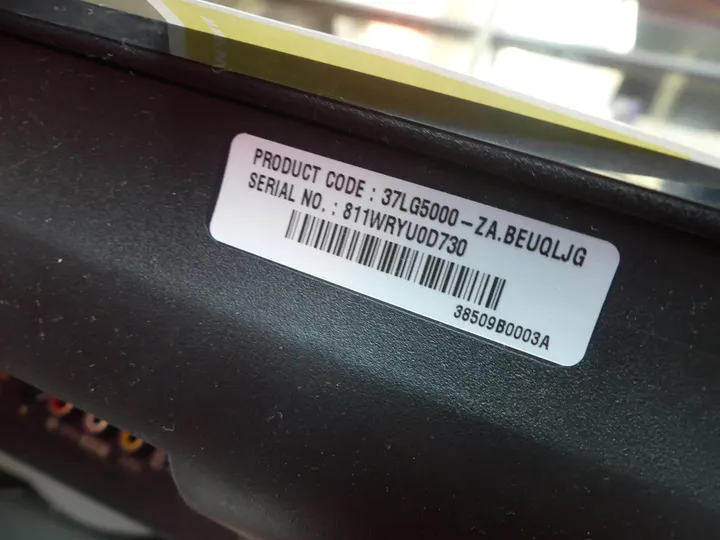 PRODUCT CODE : 37LG5000-ZA.BEUQLJG
SERIAL NO. : 811WRYU0D730
38509B0003A